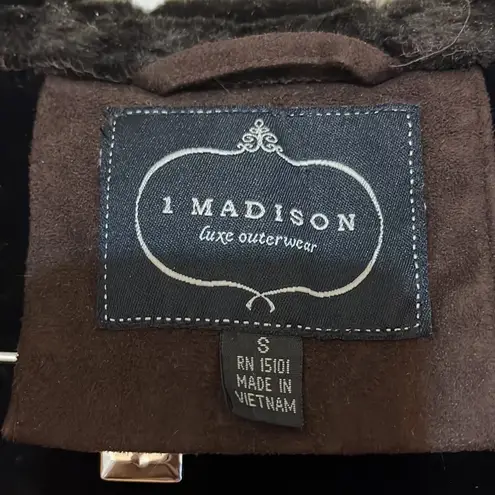 1 MADISON
luxe outerwear
S
RN 15101
MADE IN
VIETNAM